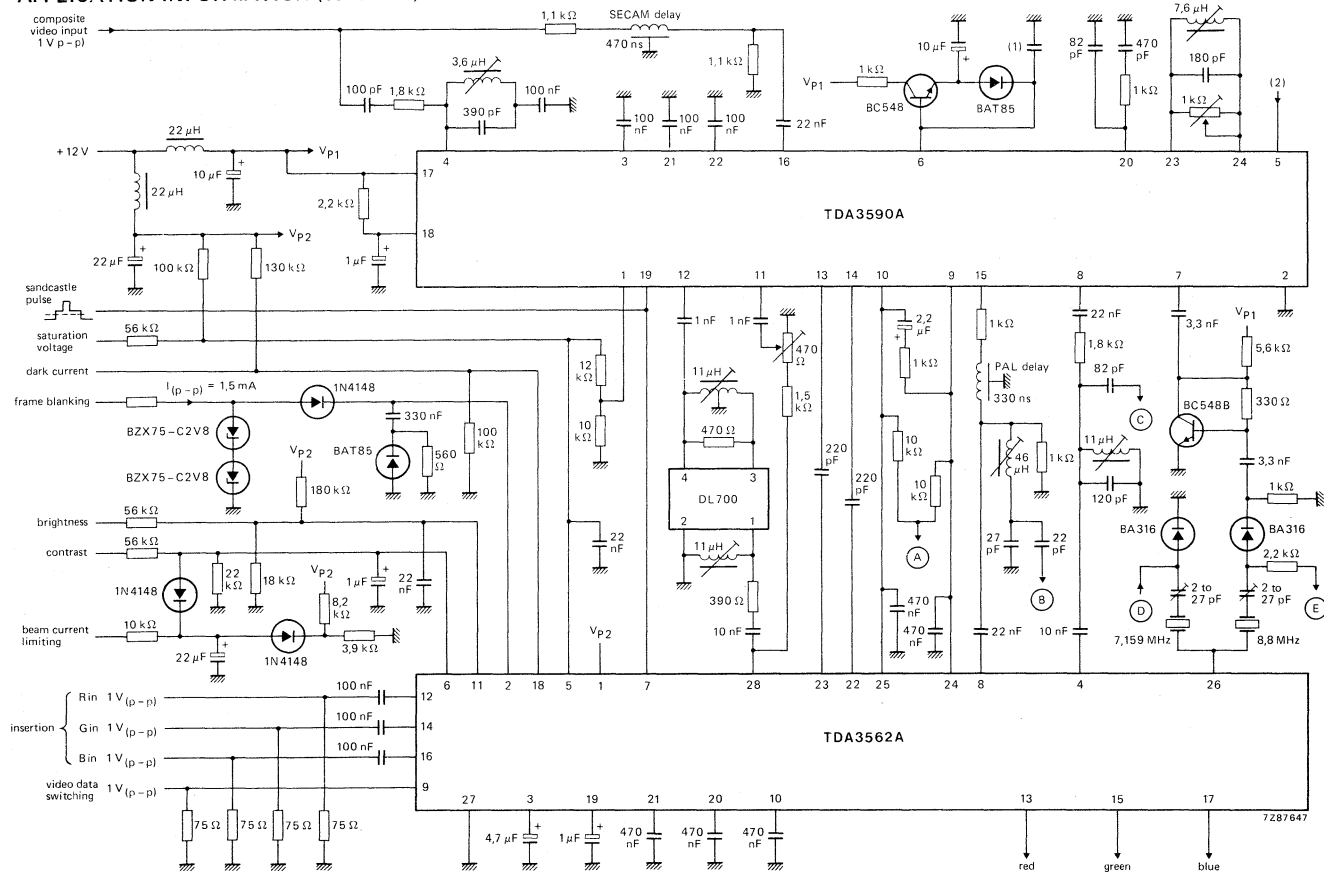 composite
video input
1 V p-p)
1,1 kΩ
SECAM delay
470 ns
1,1 kΩ
3,6 µH
100 pF
1,8 kΩ
390 pF
100 nF
100 nF
100 nF
100 nF
22 nF
VP1
1 kΩ
BC548
10 µF
+
BAT85
(1)
82 pF
470 pF
1 kΩ
7,6 µH
180 pF
1 kΩ
(2)
+ 12 V
22 µH
VP1
10 µF
+
22 µH
2,2 kΩ
VP2
22 µF
+
100 kΩ
130 kΩ
1 µF
+
4
3
21
22
16
6
20
23
24
5
17
18
TDA3590A
1
19
12
11
13
14
10
9
15
8
7
2
sandcastle
pulse
saturation
voltage
56 kΩ
dark current
frame blanking
I(p-p) = 1,5 mA
1N4148
BZX75-C2V8
BZX75-C2V8
330 nF
BAT85
560 Ω
100 kΩ
12 kΩ
10 kΩ
VP2
180 kΩ
brightness
56 kΩ
contrast
56 kΩ
1N4148
22 kΩ
18 kΩ
VP2
8,2 kΩ
1 µF
+
22 nF
22 nF
beam current
limiting
10 kΩ
22 µF
+
1N4148
3,9 kΩ
VP2
1 nF
1 nF
470 Ω
11 µH
470 Ω
1,5 kΩ
4
3
DL700
2
1
11 µH
390 Ω
10 nF
220 pF
220 pF
2,2 µF
+
1 kΩ
10 kΩ
10 kΩ
A
470 nF
470 nF
1 kΩ
PAL delay
330 ns
46 µH
1 kΩ
27 pF
22 pF
B
22 nF
22 nF
1,8 kΩ
82 pF
C
11 µH
120 pF
10 nF
3,3 nF
VP1
5,6 kΩ
BC548B
330 Ω
3,3 nF
1 kΩ
BA316
BA316
2,2 kΩ
D
2 to
27 pF
2 to
27 pF
E
7,159 MHz
8,8 MHz
6
11
2
18
5
1
7
28
23
22
25
24
8
4
26
insertion
Rin 1 V(p-p)
100 nF
12
Gin 1 V(p-p)
100 nF
14
Bin 1 V(p-p)
100 nF
16
video data
switching
1 V(p-p)
9
TDA3562A
75 Ω
75 Ω
75 Ω
75 Ω
27
3
19
21
20
10
13
15
17
4,7 µF
+
1 µF
+
470 nF
470 nF
470 nF
7Z87647
red
green
blue